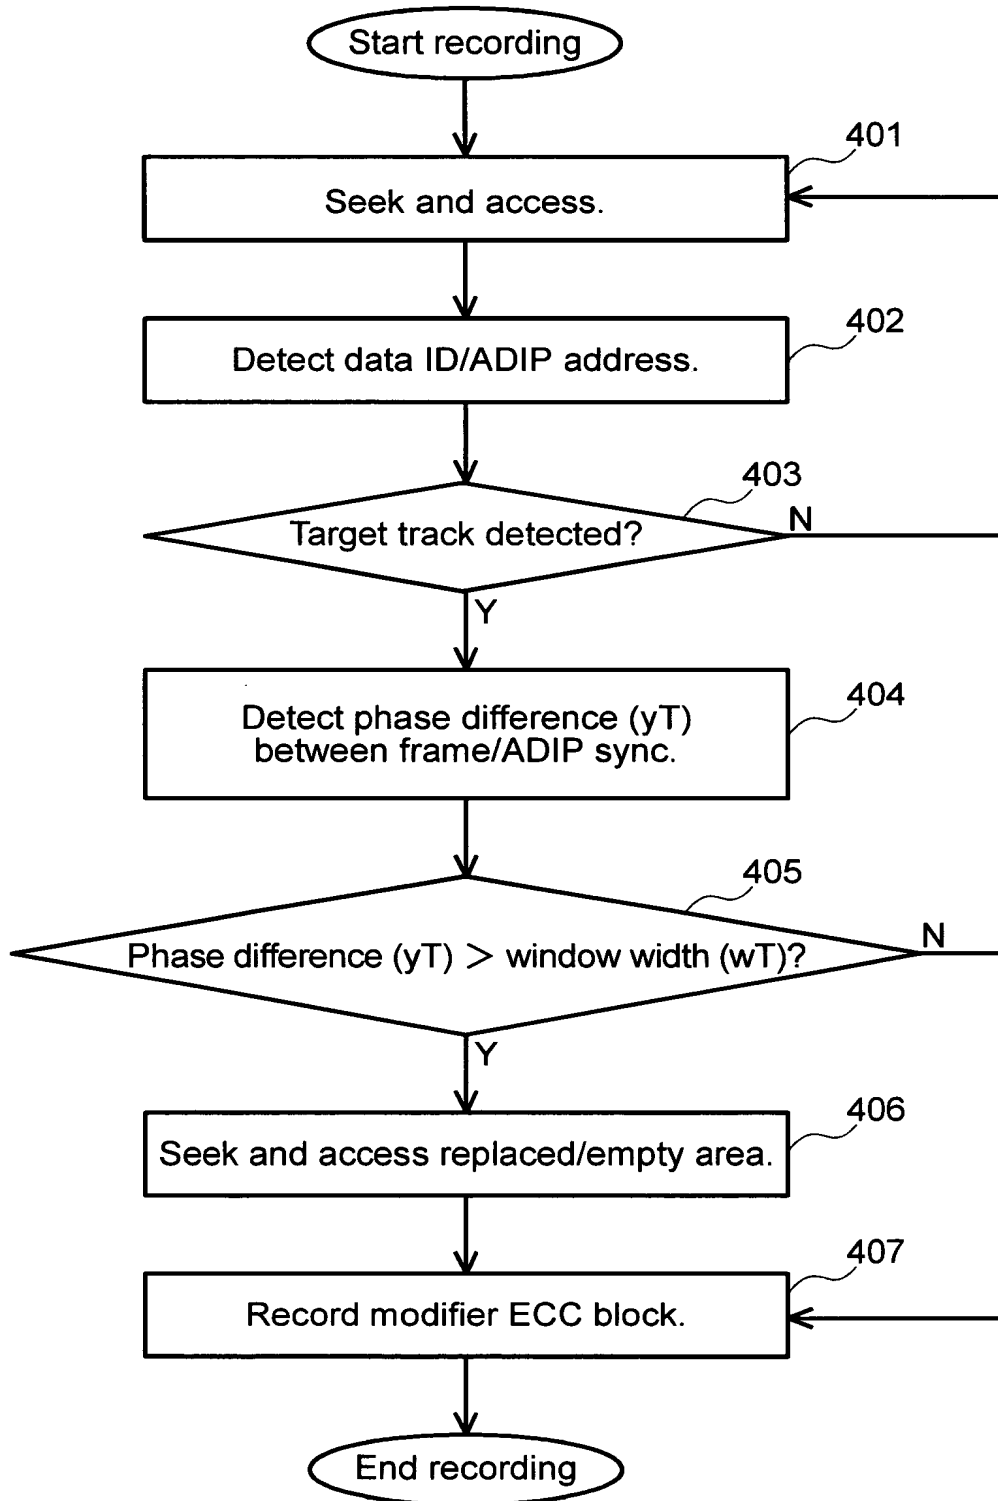 Start recording
401
Seek and access.
402
Detect data ID/ADIP address.
403
Target track detected?
N
Y
404
Detect phase difference (yT)
between frame/ADIP sync.
405
Phase difference (yT) > window width (wT)?
N
Y
406
Seek and access replaced/empty area.
407
Record modifier ECC block.
End recording